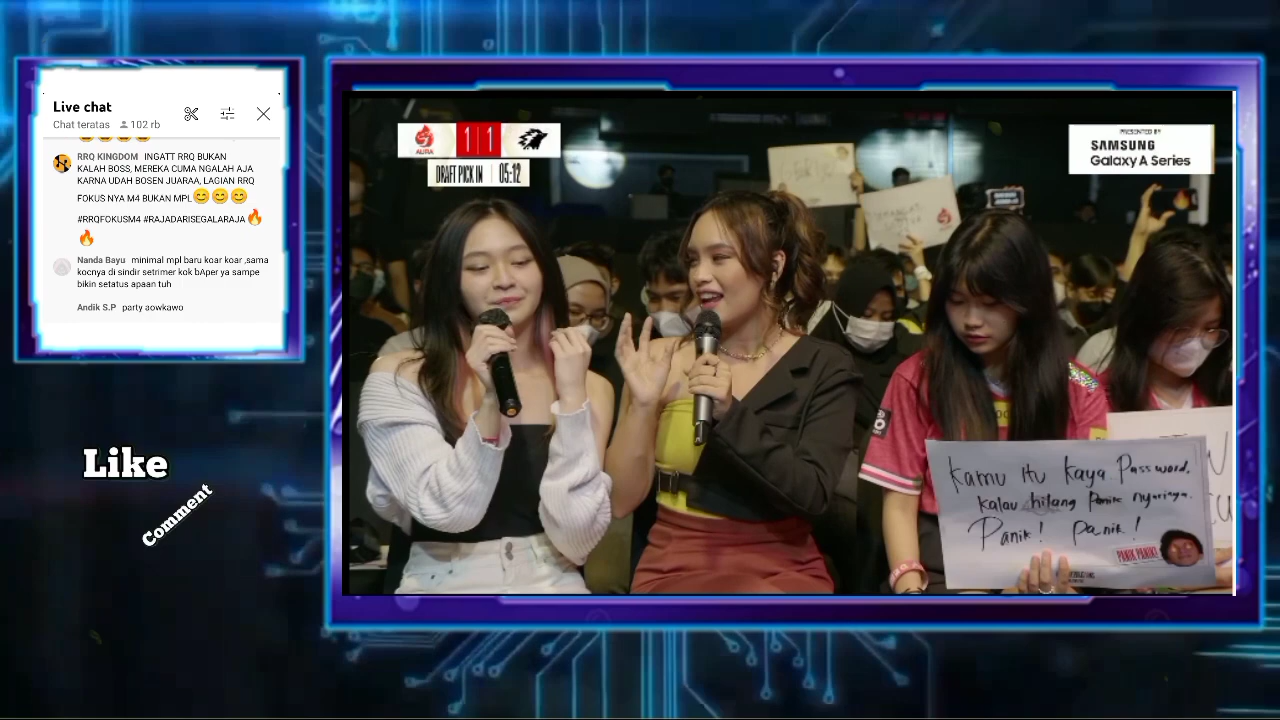 Live chat
Chat teratas 102 rb
RRQ KINGDOM INGATT RRQ BUKAN
KALAH BOSS, MEREKA CUMA NGALAH AJA
KARNA UDAH BOSEN JUARAA, LAGIAN RRQ
FOKUS NYA M4 BUKAN MPL😊😊😊
#RRQFOKUSM4 #RAJADARISEGALARAJA🔥
🔥
Nanda Bayu minimal mpl baru koar koar ,sama
kocnya di sindir setrimer kok bAper ya sampe
bikin setatus apaan tuh
Andik S.P party aowkawo
Like
Comment
AURA
1 | 1
DRAFT PICK IN 05:12
PRESENTED BY
SAMSUNG
Galaxy A Series
Kamu itu kaya Password,
kalau hilang Panik nyarinya.
Panik! Panik!
PANIK PANIK!